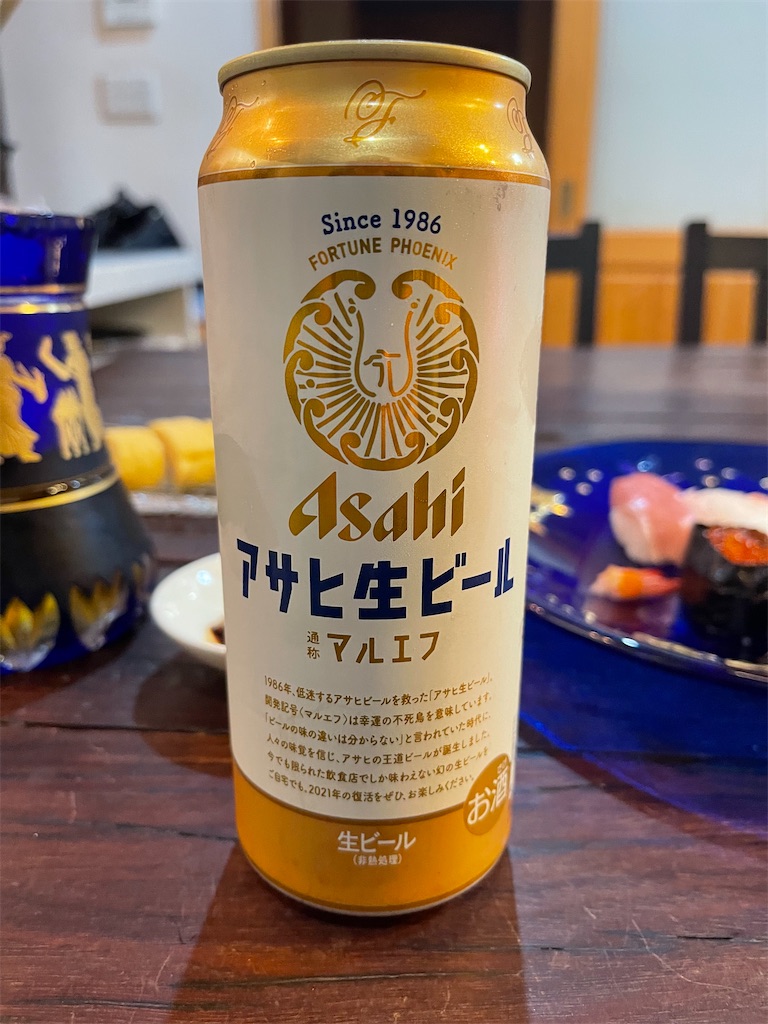 F
Since 1986
FORTUNE PHOENIX
Asahi
アサヒ生ビール
通称 マルエフ
1986年、低迷するアサヒビールを救った「アサヒ生ビール」。
開発記号〈マルエフ〉は幸運の不死鳥を意味しています。
「ビールの味の違いは分からない」と言われていた時代に、
人々の味覚を信じ、アサヒの王道ビールが誕生しました。
今でも限られた飲食店でしか味わえない幻の生ビールを
ご自宅でも。2021年の復活をぜひ、お楽しみください。
お酒
生ビール
(非熱処理)